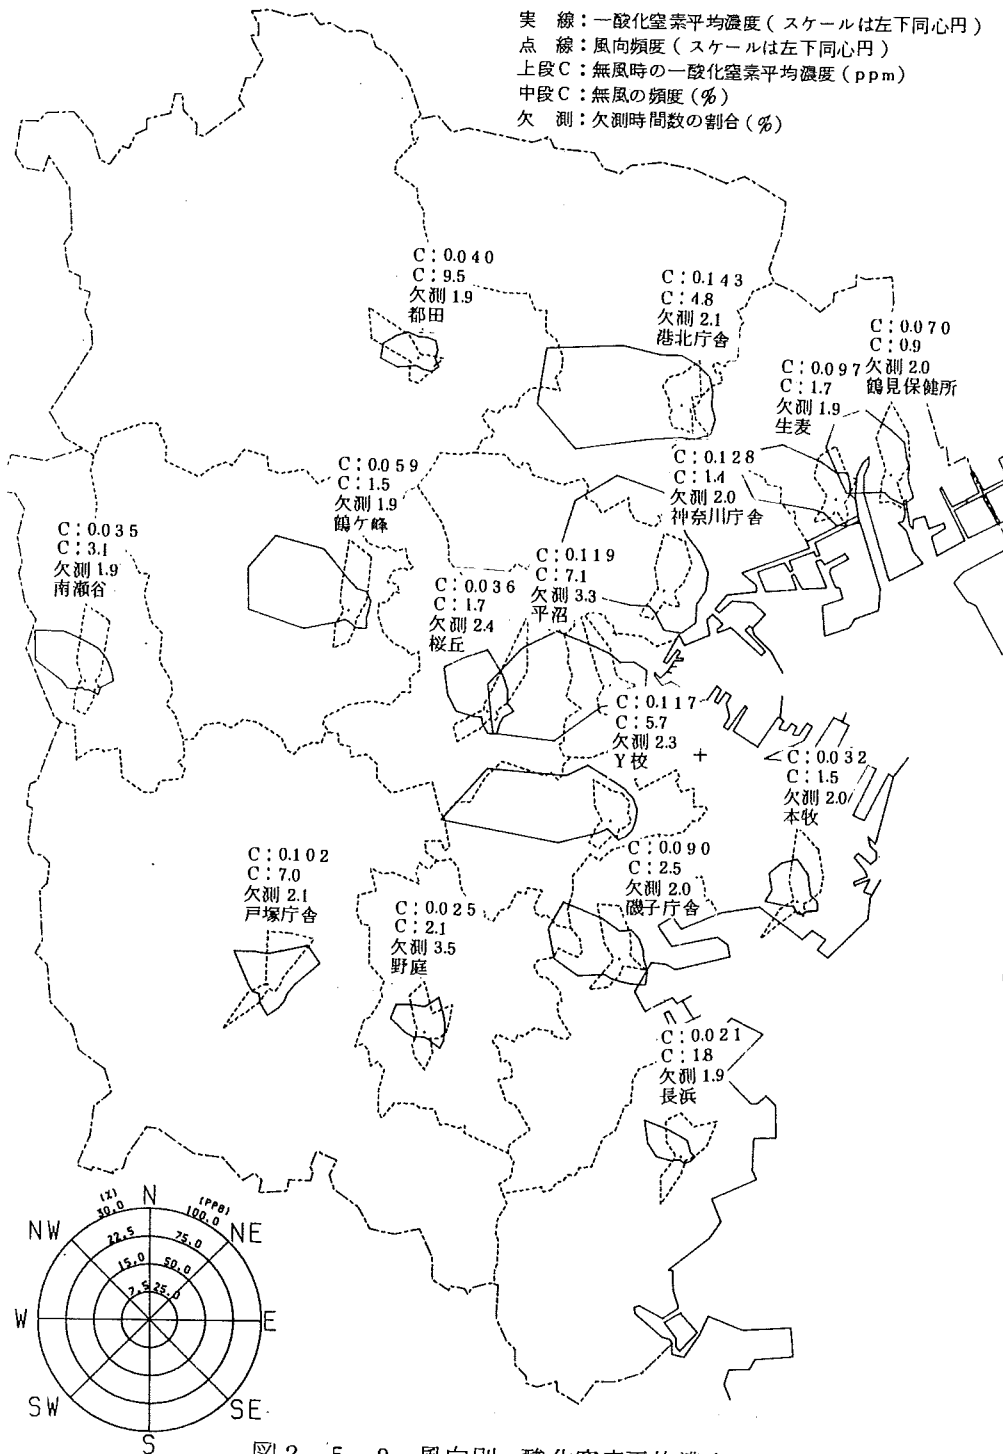 実 線：一酸化窒素平均濃度（スケールは左下同心円）
点 線：風向頻度（スケールは左下同心円）
上段C：無風時の一酸化窒素平均濃度（ppm）
中段C：無風の頻度（％）
欠 測：欠測時間数の割合（％）
C：0.040
C：9.5
欠測 1.9
都田
C：0.143
C：4.8
欠測 2.1
港北庁舎
C：0.070
C：0.9
欠測 2.0
鶴見保健所
C：0.097
C：1.7
欠測 1.9
生麦
C：0.128
C：1.4
欠測 2.0
神奈川庁舎
C：0.059
C：1.5
欠測 1.9
鶴ケ峰
C：0.035
C：3.1
欠測 1.9
南瀬谷
C：0.119
C：7.1
欠測 3.3
平沼
C：0.036
C：1.7
欠測 2.4
桜丘
C：0.117
C：5.7
欠測 2.3
Y校
C：0.032
C：1.5
欠測 2.0
本牧
C：0.102
C：7.0
欠測 2.1
戸塚庁舎
C：0.090
C：2.5
欠測 2.0
磯子庁舎
C：0.025
C：2.1
欠測 3.5
野庭
C：0.021
C：1.8
欠測 1.9
長浜
(%) N (PPB)
30.0 100.0
NW NE
22.5 75.0
15.0 50.0
7.5 25.0
W E
SW SE
S